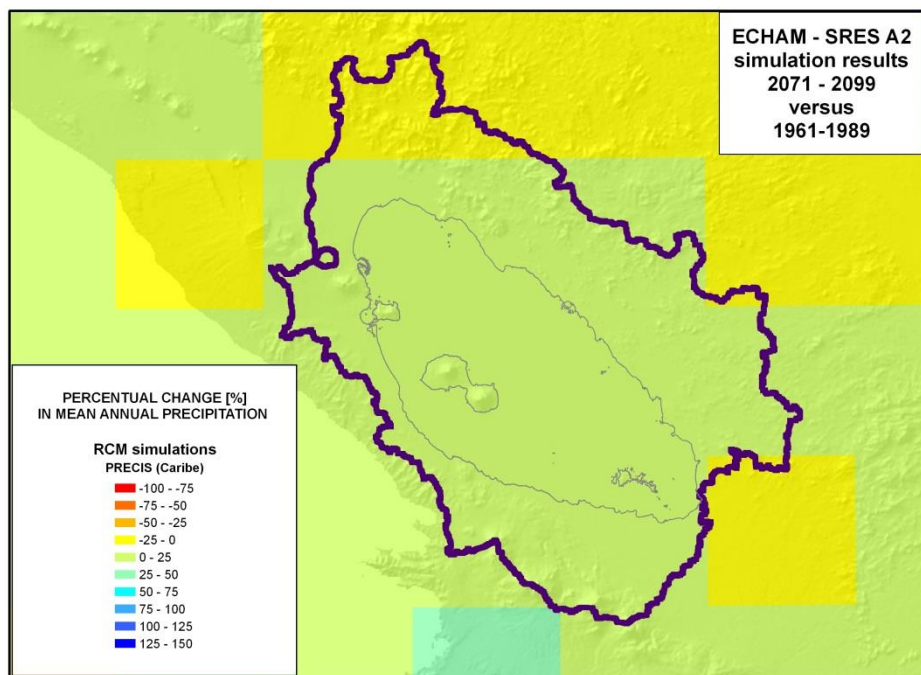 ECHAM - SRES A2
simulation results
2071 - 2099
versus
1961-1989
PERCENTUAL CHANGE [%]
IN MEAN ANNUAL PRECIPITATION
RCM simulations
PRECIS (Caribe)
-100 - -75
-75 - -50
-50 - -25
-25 - 0
0 - 25
25 - 50
50 - 75
75 - 100
100 - 125
125 - 150